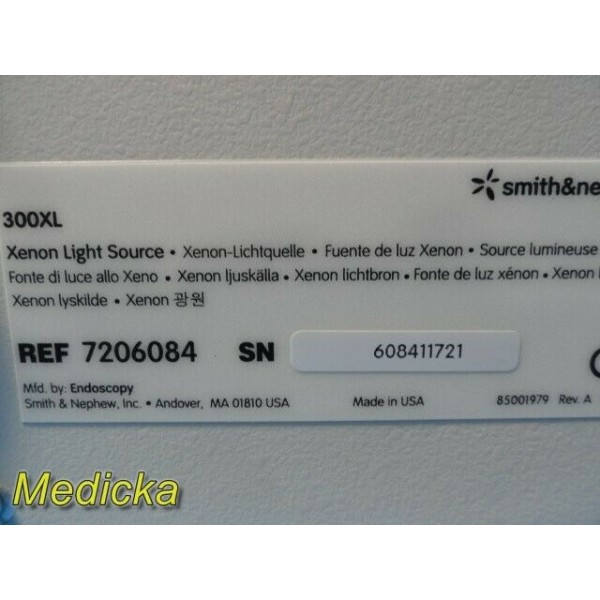 smith&ne
300XL
Xenon Light Source • Xenon-Lichtquelle • Fuente de luz Xenon • Source lumineuse
Fonte di luce allo Xeno • Xenon ljuskälla • Xenon lichtbron • Fonte de luz xénon • Xenon
Xenon lyskilde • Xenon 광원
REF 7206084 SN 608411721
Mfd. by: Endoscopy
Smith & Nephew, Inc. • Andover, MA 01810 USA Made in USA 85001979 Rev. A
Medicka